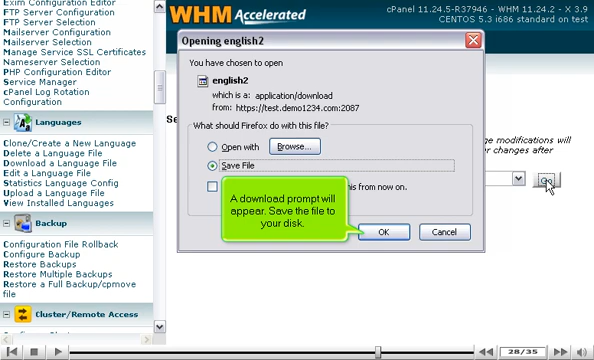 Exim Configuration Editor
FTP Server Configuration
FTP Server Selection
Mailserver Configuration
Mailserver Selection
Manage Service SSL Certificates
Nameserver Selection
PHP Configuration Editor
Service Manager
cPanel Log Rotation
Configuration
Languages
Clone/Create a New Language
Delete a Language File
Download a Language File
Edit a Language File
Statistics Language Config
Upload a Language File
View Installed Languages
Backup
Configuration File Rollback
Configure Backup
Restore Backups
Restore Multiple Backups
Restore a Full Backup/cpmove
file
Cluster/Remote Access
WHM Accelerated
cPanel 11.24.5-R37946 - WHM 11.24.2 - X 3.9
CENTOS 5.3 i686 standard on test
Opening english2
You have chosen to open
english2
which is a: application/download
from: https://test.demo1234.com:2087
What should Firefox do with this file?
Open with
Browse...
Save File
his from now on.
A download prompt will
appear. Save the file to
your disk.
OK
Cancel
Se
ge modifications will
r changes after
Go
28/35